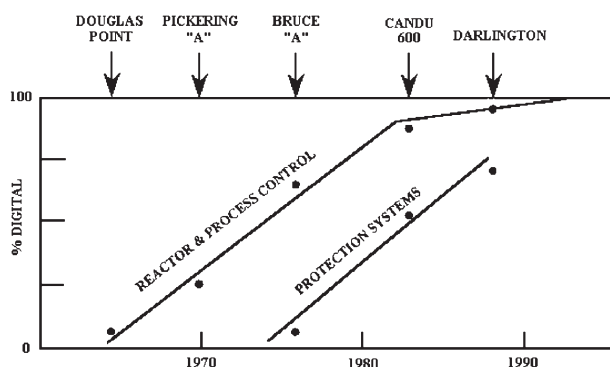 DOUGLAS
POINT
PICKERING
"A"
BRUCE
"A"
CANDU
600
DARLINGTON
100
% DIGITAL
REACTOR & PROCESS CONTROL
PROTECTION SYSTEMS
0
1970
1980
1990